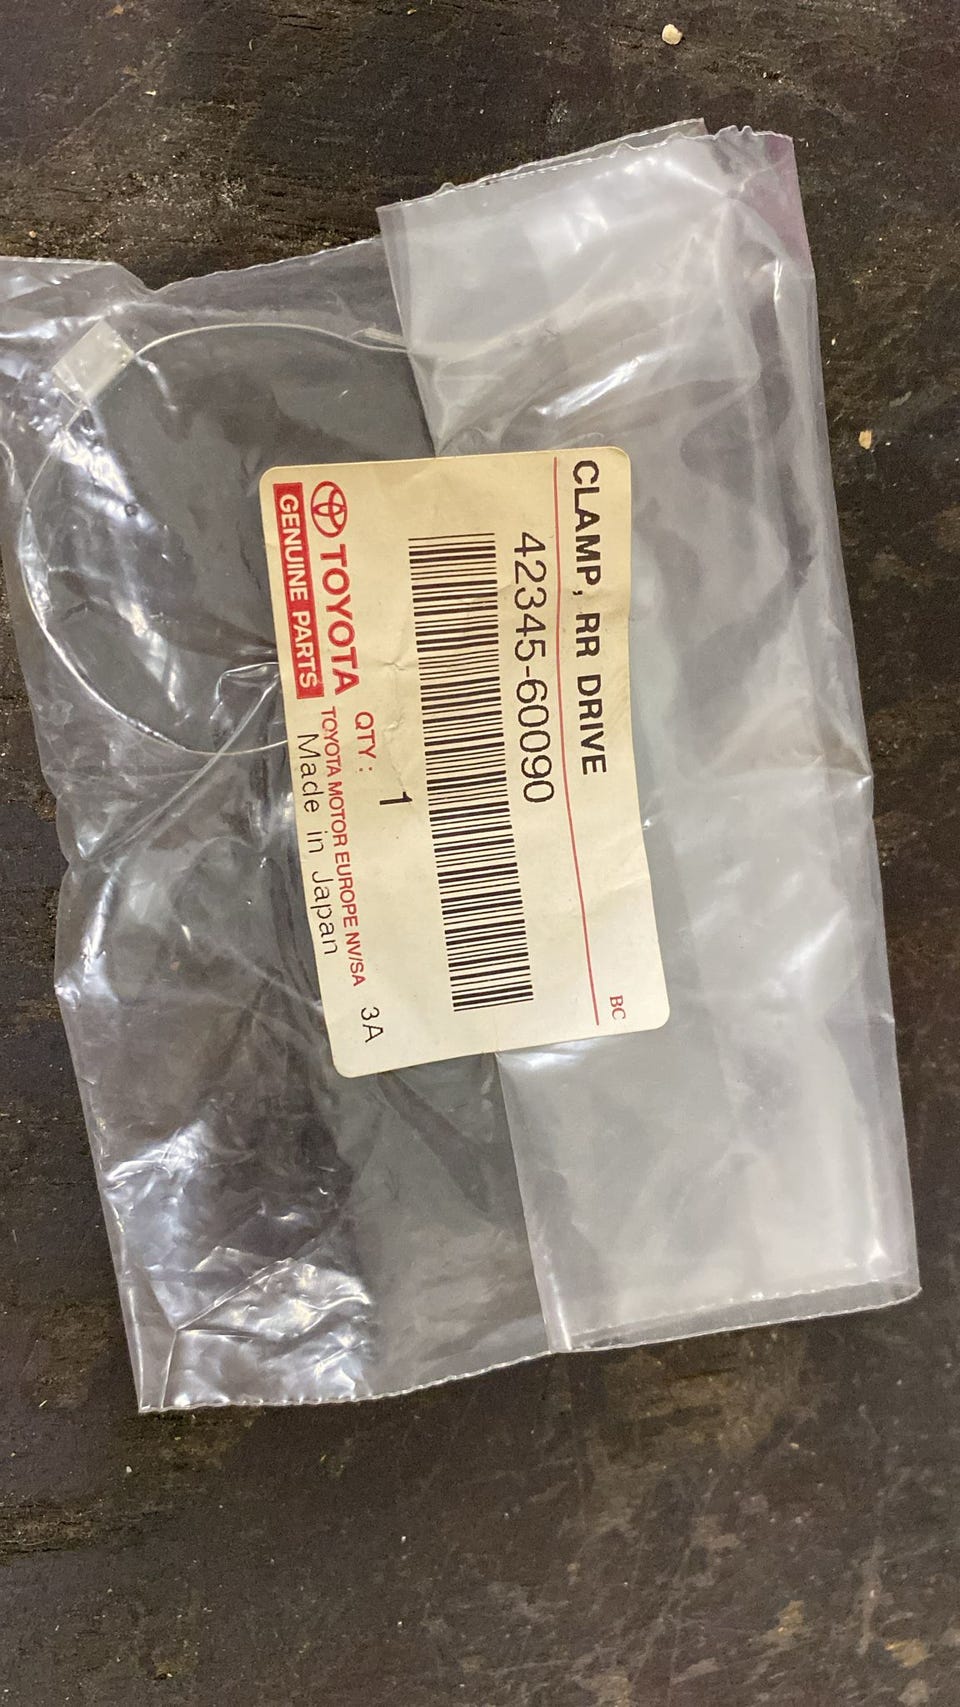 BC
CLAMP, RR DRIVE
42345-60090
QTY: 1
3A
TOYOTA
TOYOTA MOTOR EUROPE NV/SA
GENUINE PARTS
Made in Japan